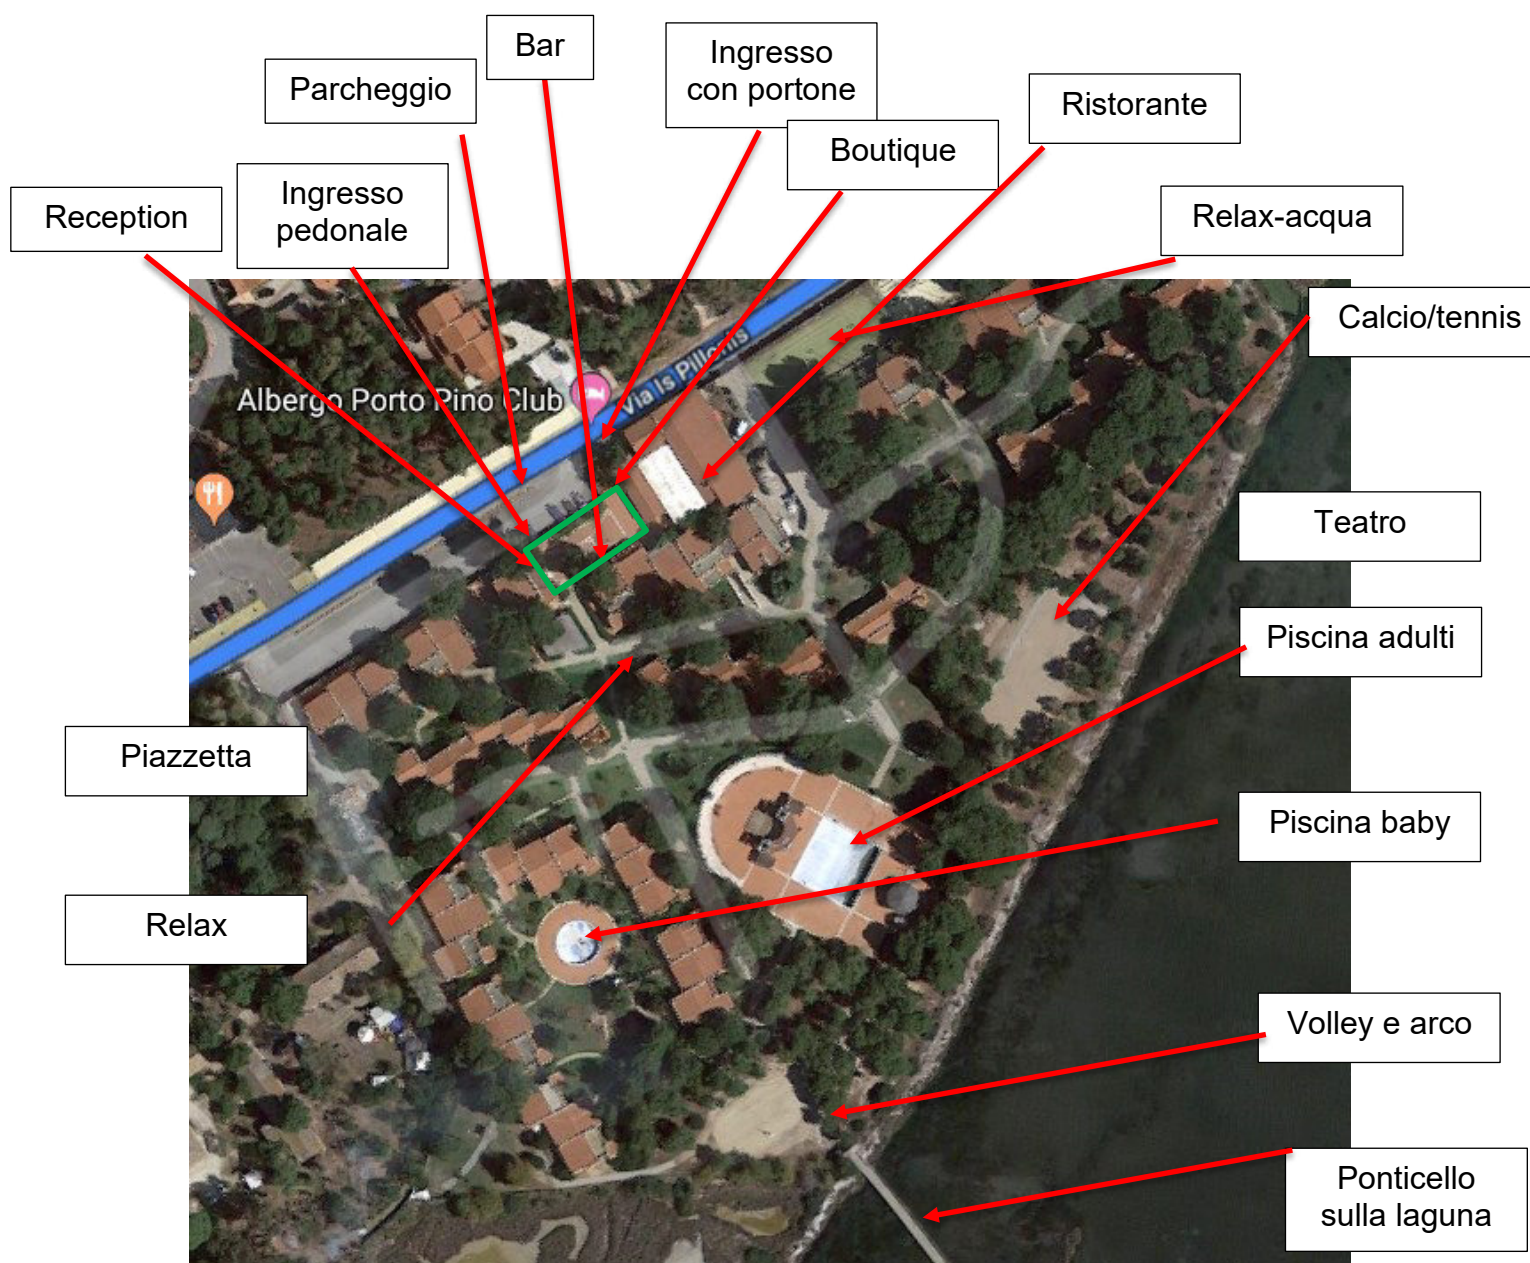 Bar
Ingresso
con portone
Parcheggio
Ristorante
Boutique
Ingresso
pedonale
Reception
Relax-acqua
Calcio/tennis
Via Is Pillonis
Albergo Porto Pino Club
Teatro
Piscina adulti
Piazzetta
Piscina baby
Relax
Volley e arco
Ponticello
sulla laguna